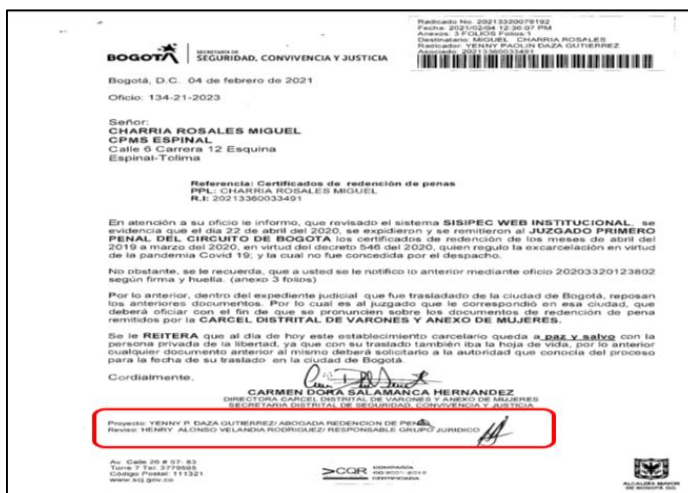 Radicado No. 20213320079192
Fecha: 2021/02/04 12:36:07 PM
Anexos: 3 FOLIOS Folios:1
Destinatario: MIGUEL CHARRIA ROSALES
Radicador: YENNY PAOLIN DAZA GUTIERREZ
Asociado: 20213360033491
BOGOTÁ
SECRETARÍA DE
SEGURIDAD, CONVIVENCIA Y JUSTICIA
Bogotá, D.C. 04 de febrero de 2021
Oficio: 134-21-2023
Señor:
CHARRIA ROSALES MIGUEL
CPMS ESPINAL
Calle 6 Carrera 12 Esquina
Espinal-Tolima
Referencia: Certificados de redención de penas
PPL: CHARRIA ROSALES MIGUEL
R.I: 20213360033491
En atención a su oficio le informo, que revisado el sistema SISIPEC WEB INSTITUCIONAL, se
evidencia que el día 22 de abril del 2020, se expidieron y se remitieron al JUZGADO PRIMERO
PENAL DEL CIRCUITO DE BOGOTA los certificados de redención de los meses de abril del
2019 a marzo del 2020, en virtud del decreto 546 del 2020, quien regulo la excarcelación en virtud
de la pandemia Covid 19; y la cual no fue concedida por el despacho.
No obstante, se le recuerda, que a usted se le notifico lo anterior mediante oficio 20203320123802
según firma y huella. (anexo 3 folios)
Por lo anterior, dentro del expediente judicial que fue trasladado de la ciudad de Bogotá, reposan
los anteriores documentos. Por lo cual es al juzgado que le correspondió en esa ciudad, que
deberá oficiar con el fin de que se pronuncien sobre los documentos de redención de pena
remitidos por la CARCEL DISTRITAL DE VARONES Y ANEXO DE MUJERES.
Se le REITERA que al día de hoy este establecimiento carcelario queda a paz y salvo con la
persona privada de la libertad, ya que con su traslado también iba la hoja de vida, por lo anterior
cualquier documento anterior al mismo deberá solicitarlo a la autoridad que conocía del proceso
para la fecha de su traslado en la ciudad de Bogotá.
Cordialmente,
CARMEN DORA SALAMANCA HERNANDEZ
DIRECTORA CARCEL DISTRITAL DE VARONES Y ANEXO DE MUJERES
SECRETARIA DISTRITAL DE SEGURIDAD, CONVIVENCIA Y JUSTICIA
Proyecto: YENNY P. DAZA GUTIERREZ/ ABOGADA REDENCION DE PENAS
Reviso: HENRY ALONSO VELANDIA RODRIGUEZ/ RESPONSABLE GRUPO JURIDICO
Av. Calle 26 # 57- 83
Torre 7 Tel: 3779595
Código Postal: 111321
www.scj.gov.co
CQR
COMPAÑÍA
ISO 9001: 2015
CERTIFICADA
ALCALDÍA MAYOR
DE BOGOTÁ D.C.